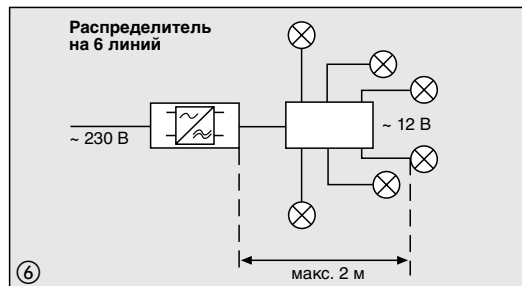 Распределитель
на 6 линий
~ 230 В
~ 12 В
макс. 2 м
6